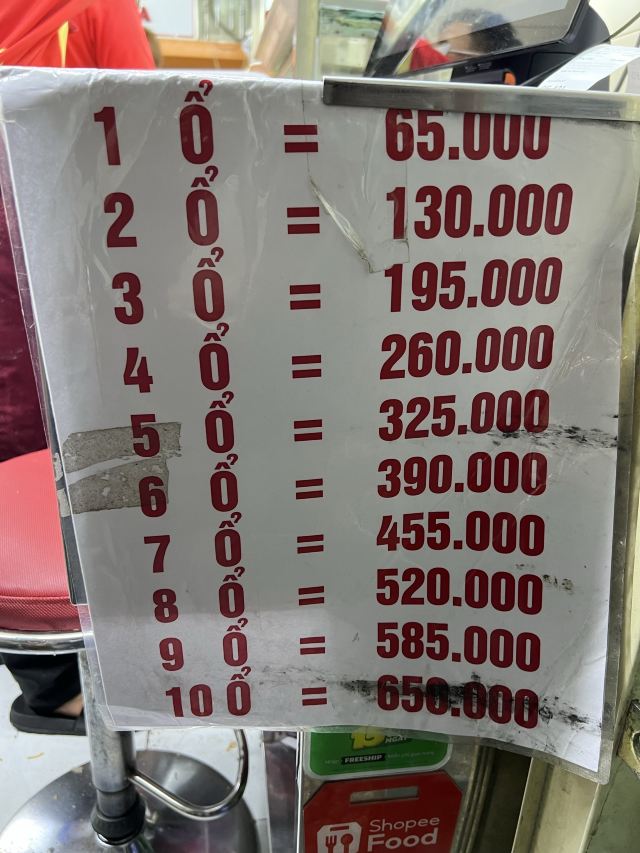 1 Ổ = 65.000
2 Ổ = 130.000
3 Ổ = 195.000
4 Ổ = 260.000
5 Ổ = 325.000
6 Ổ = 390.000
7 Ổ = 455.000
8 Ổ = 520.000
9 Ổ = 585.000
10 Ổ = 650.000
NGAY
FREESHIP
Shopee
Food